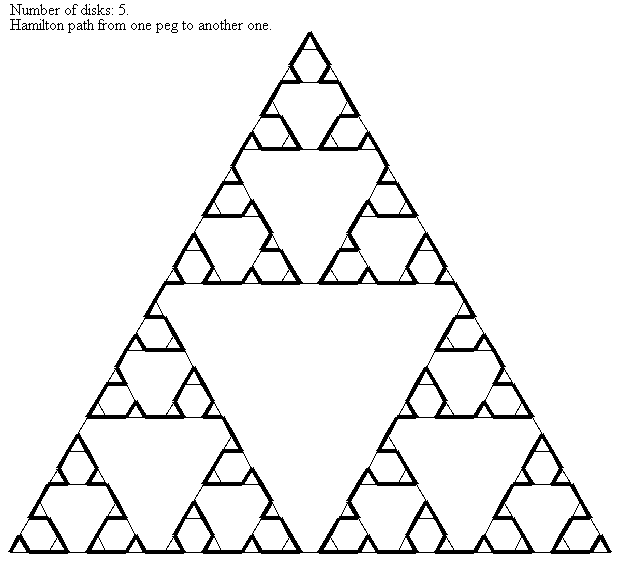 Number of disks: 5.
Hamilton path from one peg to another one.